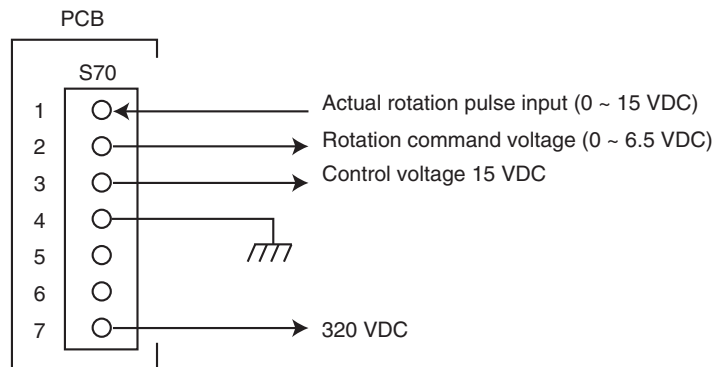 PCB
S70
1 Actual rotation pulse input (0 ~ 15 VDC)
2 Rotation command voltage (0 ~ 6.5 VDC)
3 Control voltage 15 VDC
4
5
6
7 320 VDC